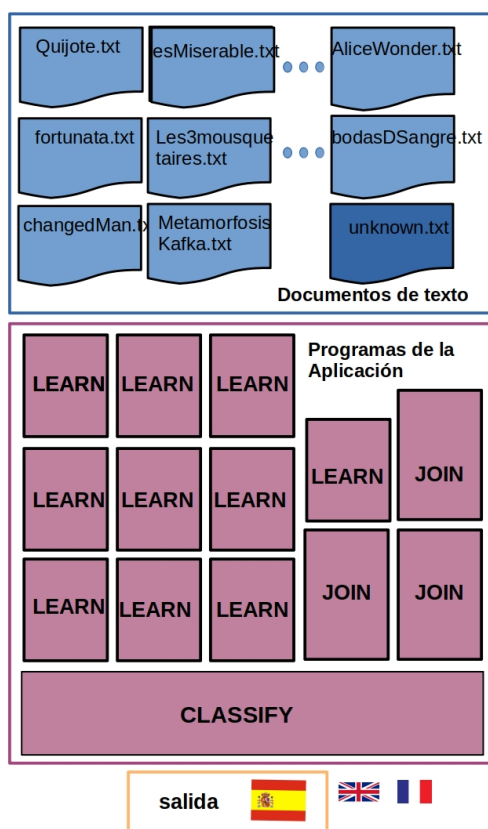 Quijote.txt
esMiserable.txt
AliceWonder.txt
fortunata.txt
Les3mousque
taires.txt
bodasDSangre.txt
changedMan.tx
Metamorfosis
Kafka.txt
unknown.txt
Documentos de texto
Programas de la
Aplicación
LEARN
LEARN
LEARN
LEARN
JOIN
LEARN
LEARN
LEARN
LEARN
LEARN
LEARN
JOIN
JOIN
CLASSIFY
salida